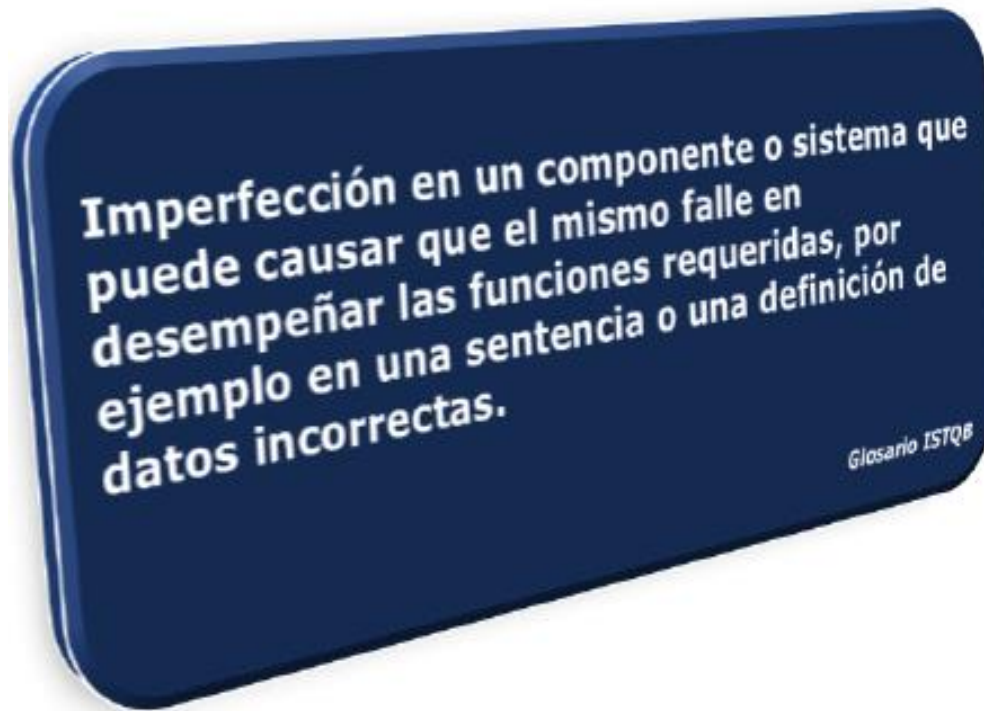 Imperfección en un componente o sistema que
puede causar que el mismo falle en
desempeñar las funciones requeridas, por
ejemplo en una sentencia o una definición de
datos incorrectas.
Glosario ISTQB